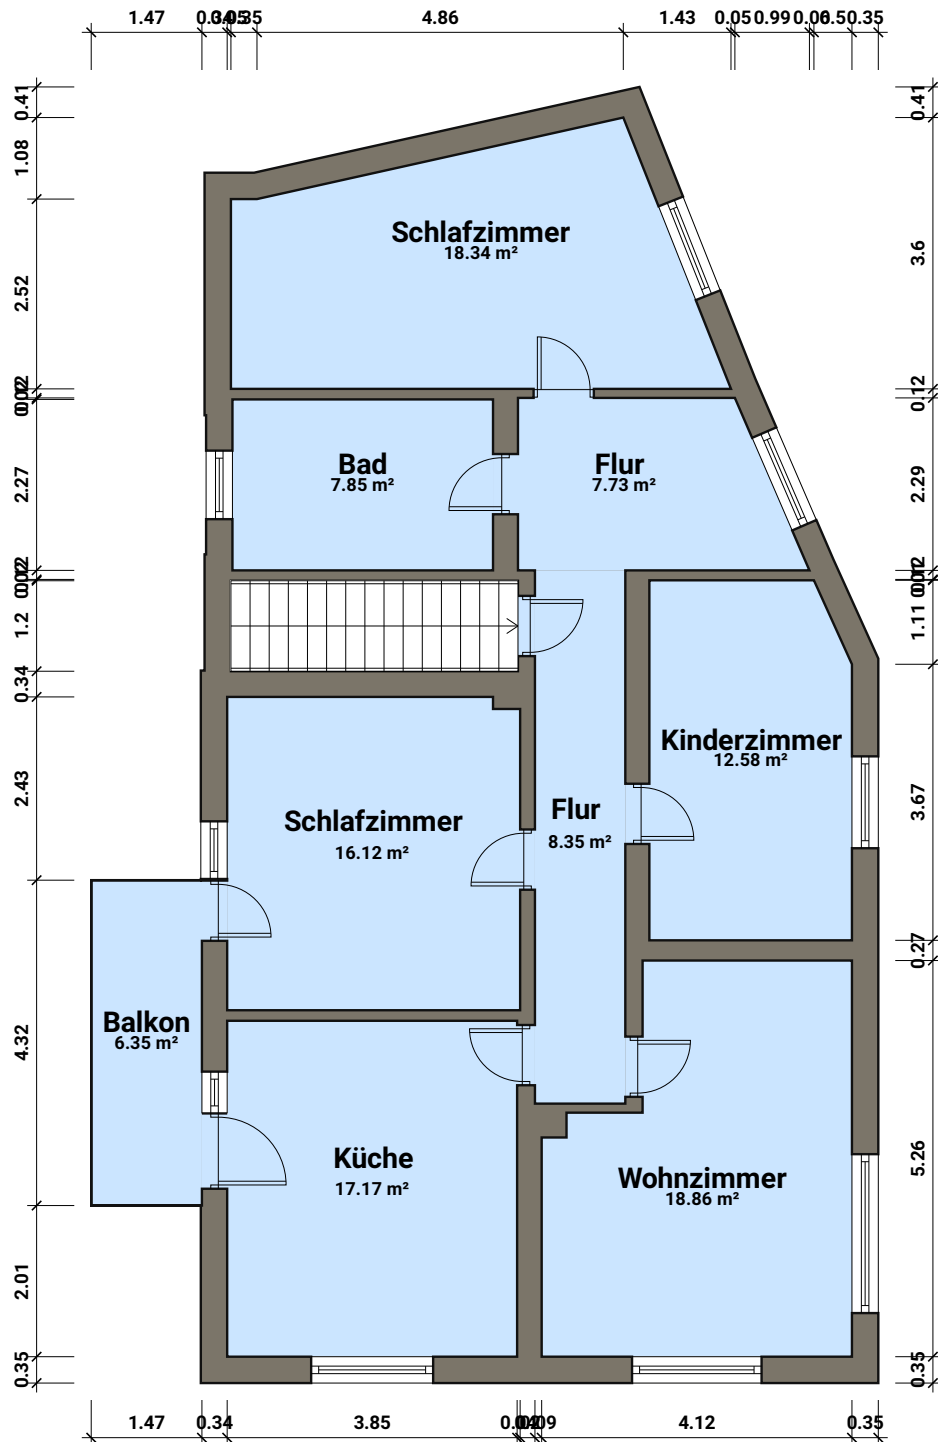 1.47
4.86
1.43
0.05
0.99
0.35
0.41
1.08
2.52
2.27
1.2
0.34
2.43
4.32
2.01
0.35
0.41
3.6
0.12
2.29
1.11
3.67
0.27
5.26
0.35
Schlafzimmer
18.34 m²
Bad
7.85 m²
Flur
7.73 m²
Kinderzimmer
12.58 m²
Schlafzimmer
16.12 m²
Flur
8.35 m²
Balkon
6.35 m²
Küche
17.17 m²
Wohnzimmer
18.86 m²
1.47
0.34
3.85
4.12
0.35